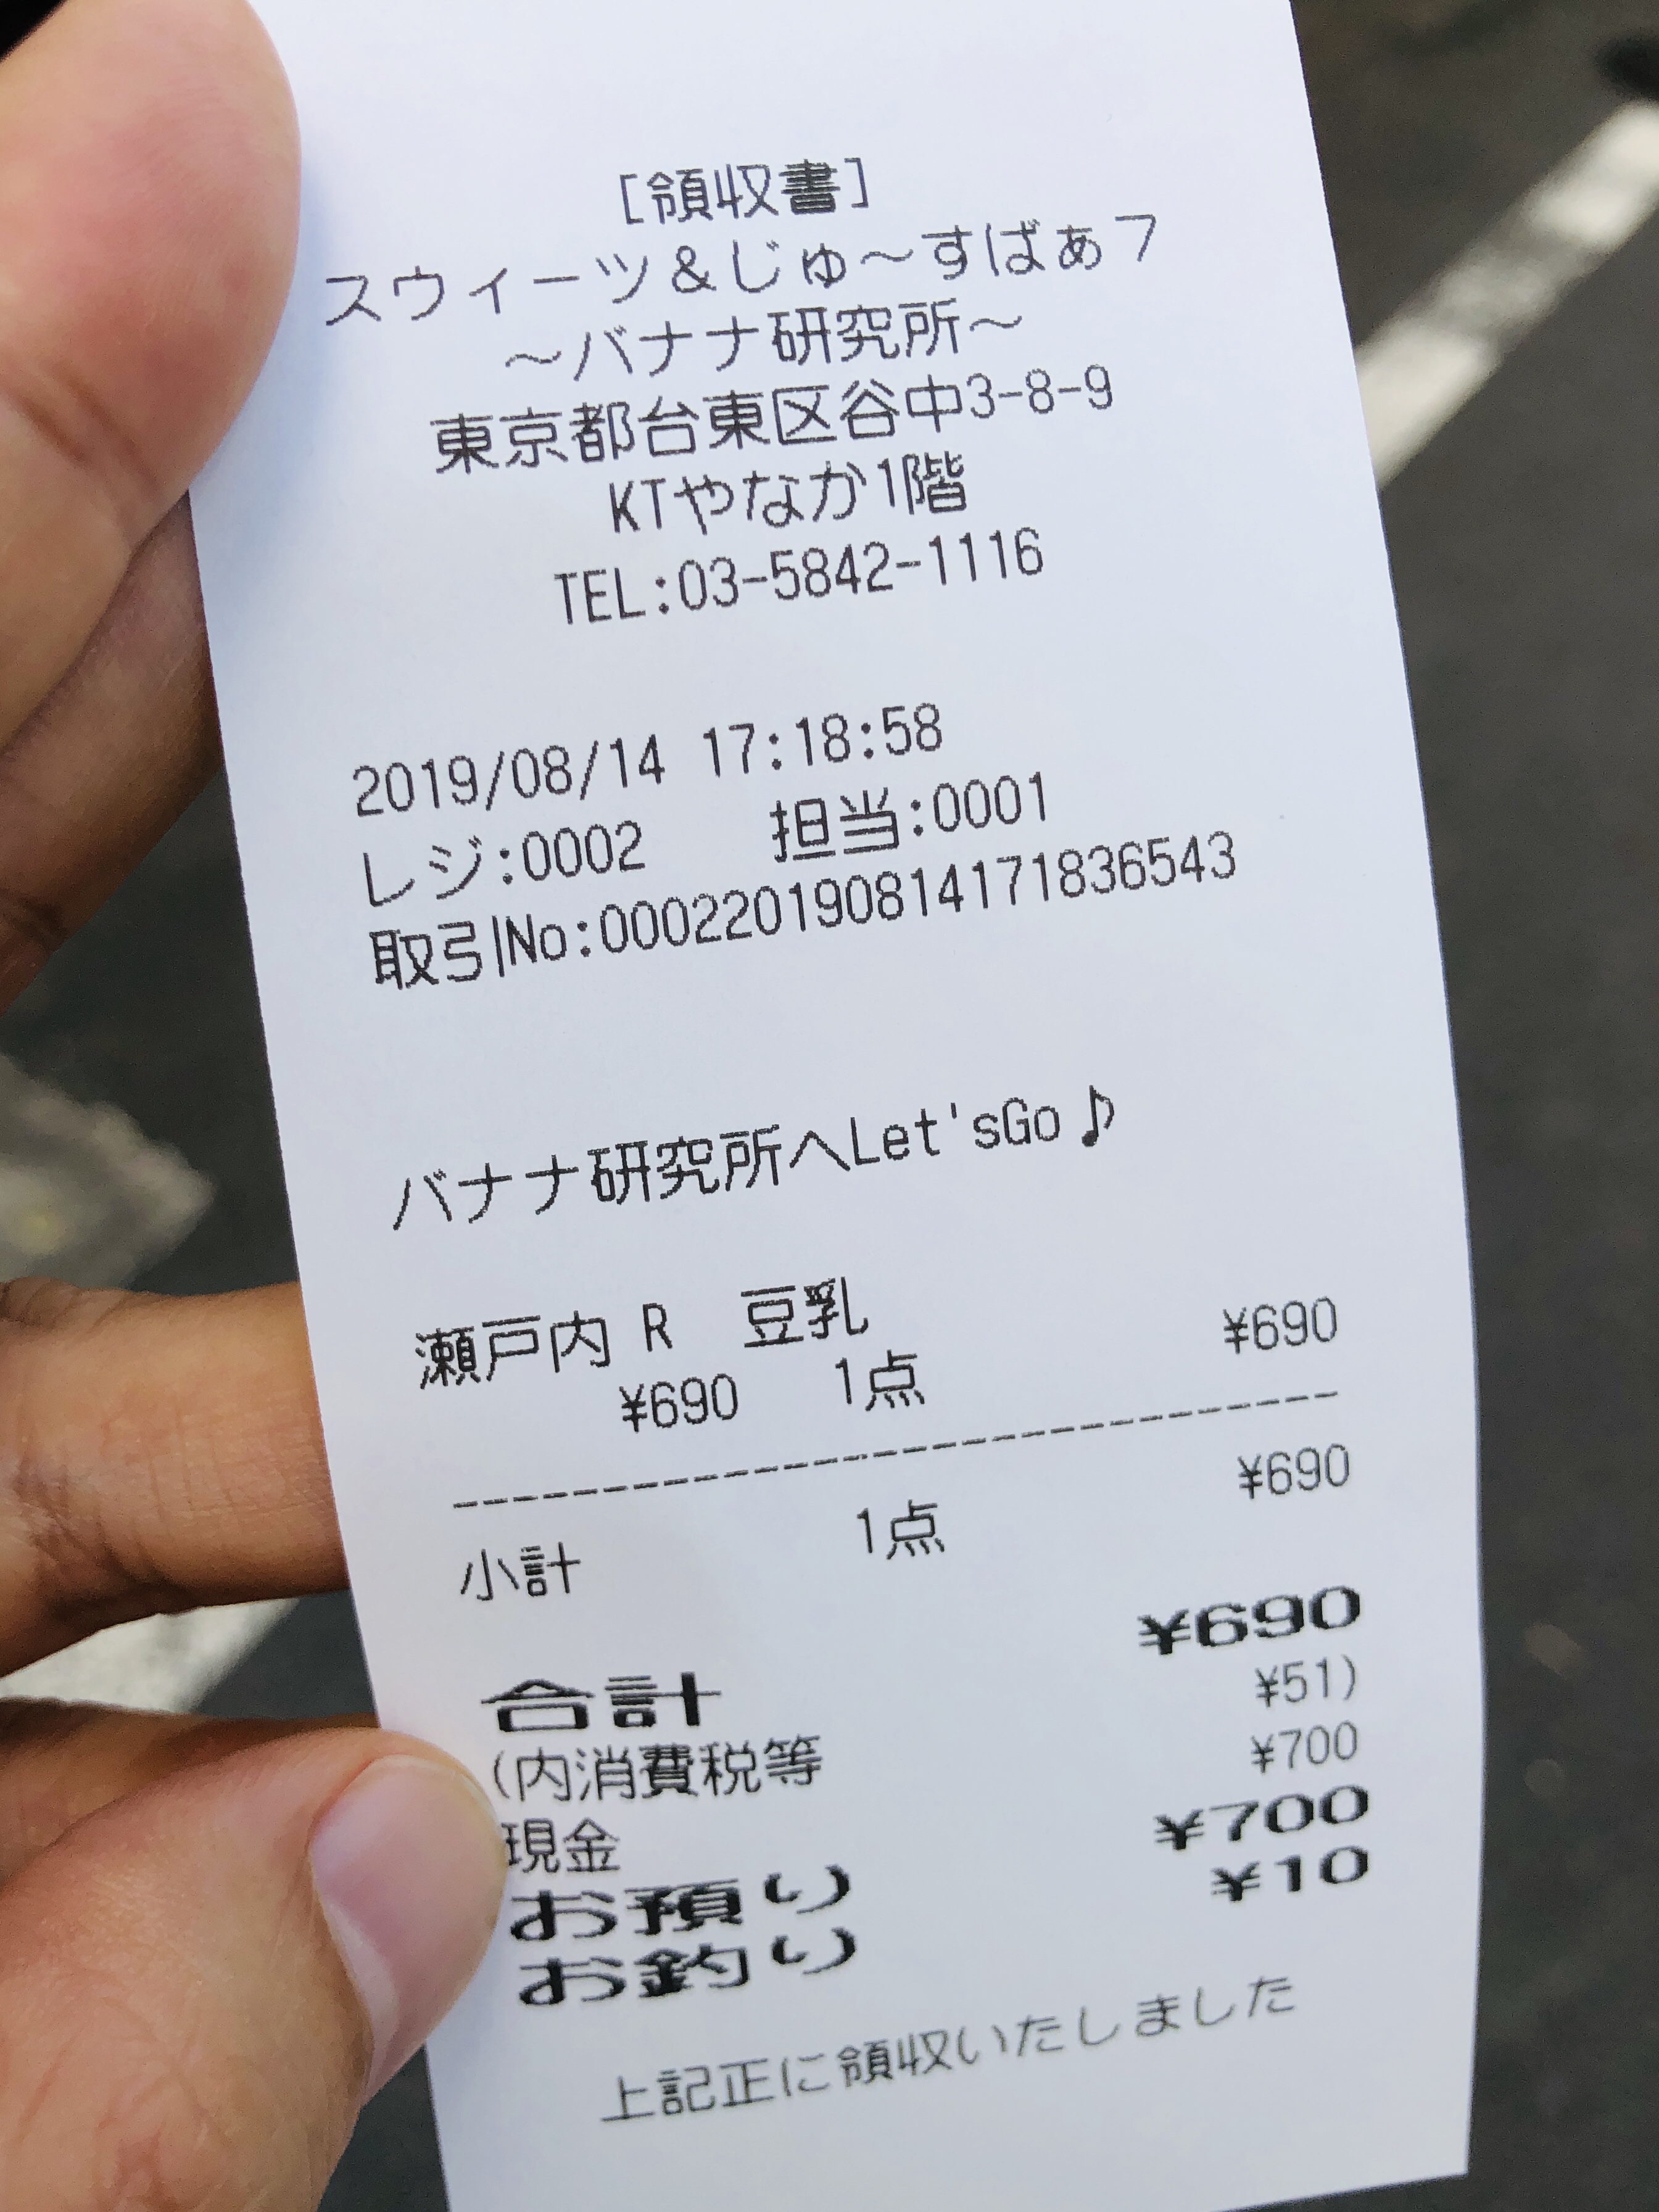 [領収書]
スウィーツ&じゅ～すばぁ7
～バナナ研究所～
東京都台東区谷中3-8-9
KTやなか1階
TEL:03-5842-1116
2019/08/14 17:18:58
レジ:0002 担当:0001
取引No:000220190814171836543
バナナ研究所へLet'sGo♪
瀬戸内 R 豆乳
¥690 1点 ¥690
--------------------------------
小計 1点 ¥690
合計 ¥690
(内消費税等 ¥51)
現金 ¥700
お預り ¥700
お釣り ¥10
上記正に領収いたしました